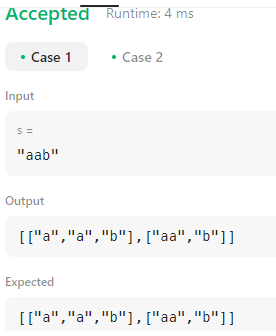 Accepted Runtime: 4 ms
• Case 1 • Case 2
Input
s =
"aab"
Output
[["a","a","b"],["aa","b"]]
Expected
[["a","a","b"],["aa","b"]]